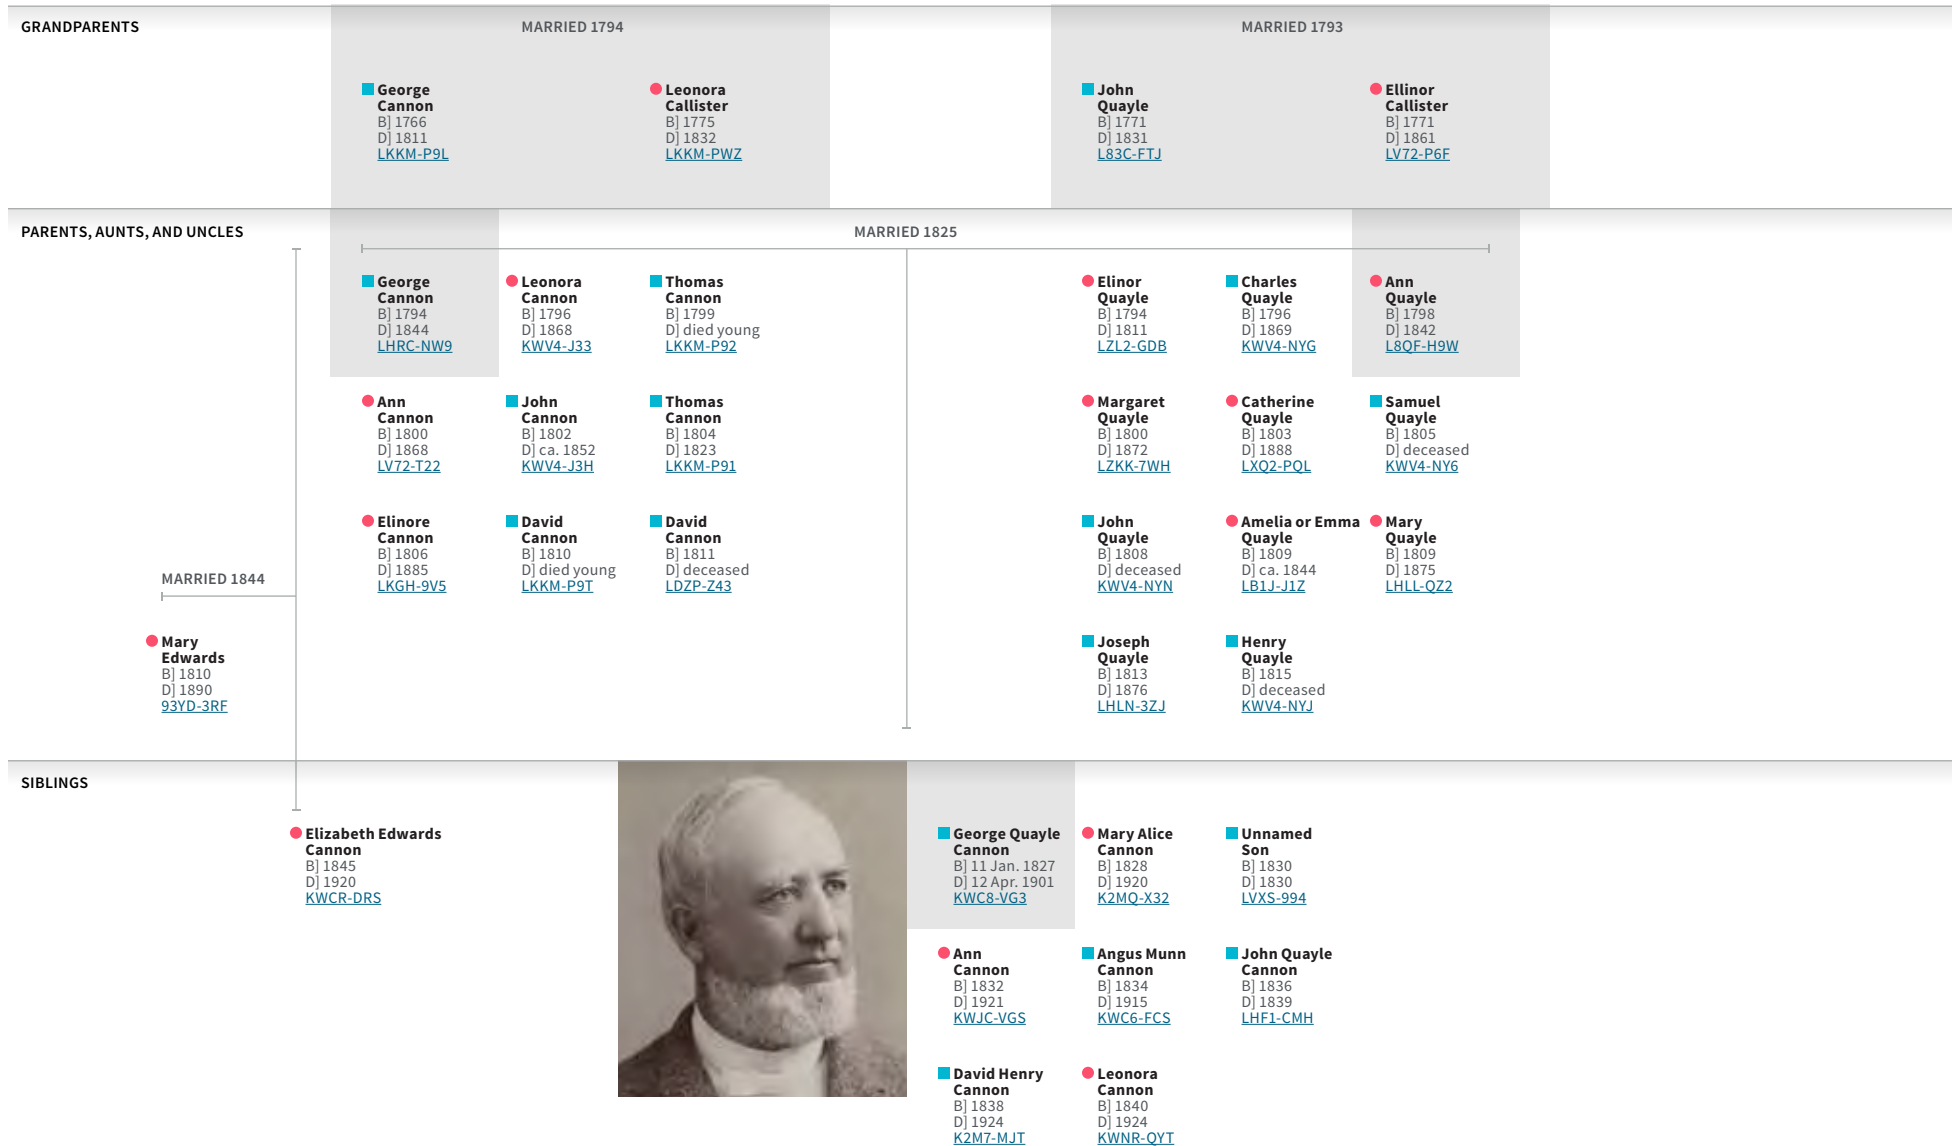 GRANDPARENTS
MARRIED 1794
MARRIED 1793
George
Cannon
B] 1766
D] 1811
LKKM-P9L
Leonora
Callister
B] 1775
D] 1832
LKKM-PWZ
John
Quayle
B] 1771
D] 1831
L83C-FTJ
Ellinor
Callister
B] 1771
D] 1861
LV72-P6F
PARENTS, AUNTS, AND UNCLES
MARRIED 1825
George
Cannon
B] 1794
D] 1844
LHRC-NW9
Leonora
Cannon
B] 1796
D] 1868
KWV4-J33
Thomas
Cannon
B] 1799
D] died young
LKKM-P92
Elinor
Quayle
B] 1794
D] 1811
LZL2-GDB
Charles
Quayle
B] 1796
D] 1869
KWV4-NYG
Ann
Quayle
B] 1798
D] 1842
L8QF-H9W
Ann
Cannon
B] 1800
D] 1868
LV72-T22
John
Cannon
B] 1802
D] ca. 1852
KWV4-J3H
Thomas
Cannon
B] 1804
D] 1823
LKKM-P91
Margaret
Quayle
B] 1800
D] 1872
LZKK-7WH
Catherine
Quayle
B] 1803
D] 1888
LXQ2-PQL
Samuel
Quayle
B] 1805
D] deceased
KWV4-NY6
Elinore
Cannon
B] 1806
D] 1885
LKGH-9V5
David
Cannon
B] 1810
D] died young
LKKM-P9T
David
Cannon
B] 1811
D] deceased
LDZP-Z43
John
Quayle
B] 1808
D] deceased
KWV4-NYN
Amelia or Emma
Quayle
B] 1809
D] ca. 1844
LB1J-J1Z
Mary
Quayle
B] 1809
D] 1875
LHLL-QZ2
MARRIED 1844
Mary
Edwards
B] 1810
D] 1890
93YD-3RF
Joseph
Quayle
B] 1813
D] 1876
LHLN-3ZJ
Henry
Quayle
B] 1815
D] deceased
KWV4-NYJ
SIBLINGS
Elizabeth Edwards
Cannon
B] 1845
D] 1920
KWCR-DRS
George Quayle
Cannon
B] 11 Jan. 1827
D] 12 Apr. 1901
KWC8-VG3
Mary Alice
Cannon
B] 1828
D] 1920
K2MQ-X32
Unnamed
Son
B] 1830
D] 1830
LVXS-994
Ann
Cannon
B] 1832
D] 1921
KWJC-VGS
Angus Munn
Cannon
B] 1834
D] 1915
KWC6-FCS
John Quayle
Cannon
B] 1836
D] 1839
LHF1-CMH
David Henry
Cannon
B] 1838
D] 1924
K2M7-MJT
Leonora
Cannon
B] 1840
D] 1924
KWNR-QYT